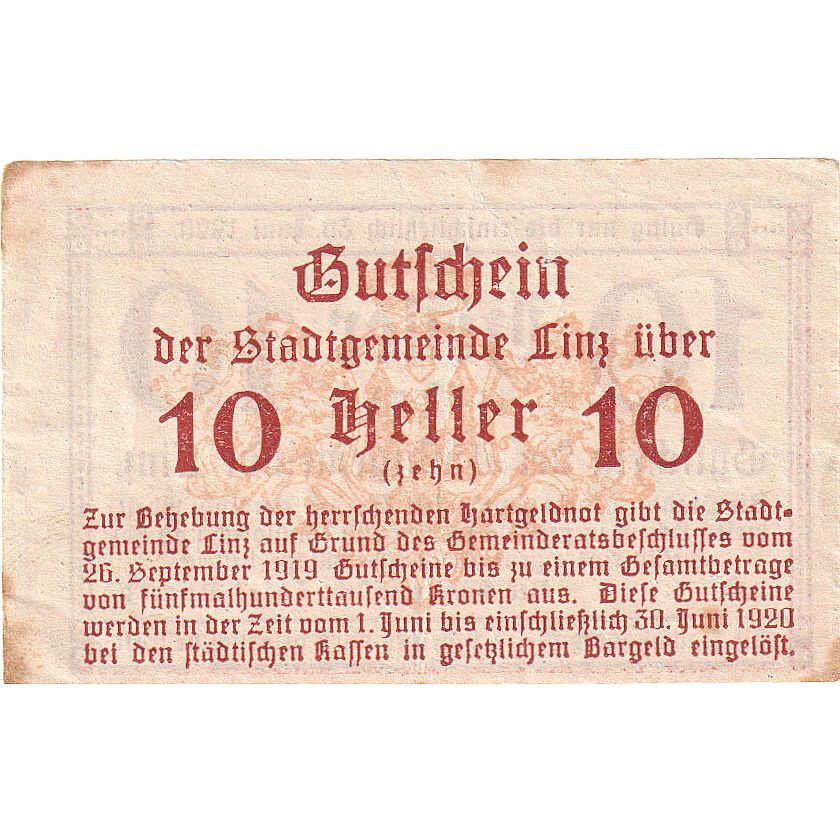 Gutschein
der Stadtgemeinde Linz über
10 Heller 10
(zehn)
Zur Behebung der herrschenden Hartgeldnot gibt die Stadt-
gemeinde Linz auf Grund des Gemeinderatsbeschlusses vom
26. September 1919 Gutscheine bis zu einem Gesamtbetrage
von fünfmalhunderttausend Kronen aus. Diese Gutscheine
werden in der Zeit vom 1. Juni bis einschließlich 30. Juni 1920
bei den städtischen Kassen in gesetzlichem Bargeld eingelöst.